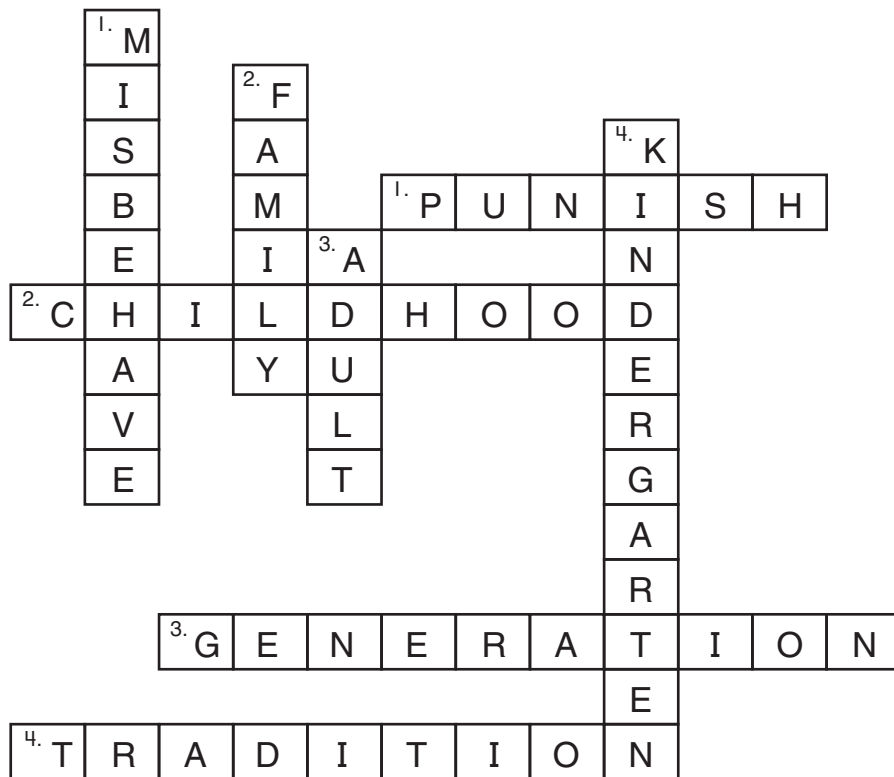 1. M
I 2. F
S A 4. K
B M 1. P U N I S H
E I 3. A N
2. C H I L D H O O D
A Y U E
V L R
E T G
A
R
3. G E N E R A T I O N
E
4. T R A D I T I O N